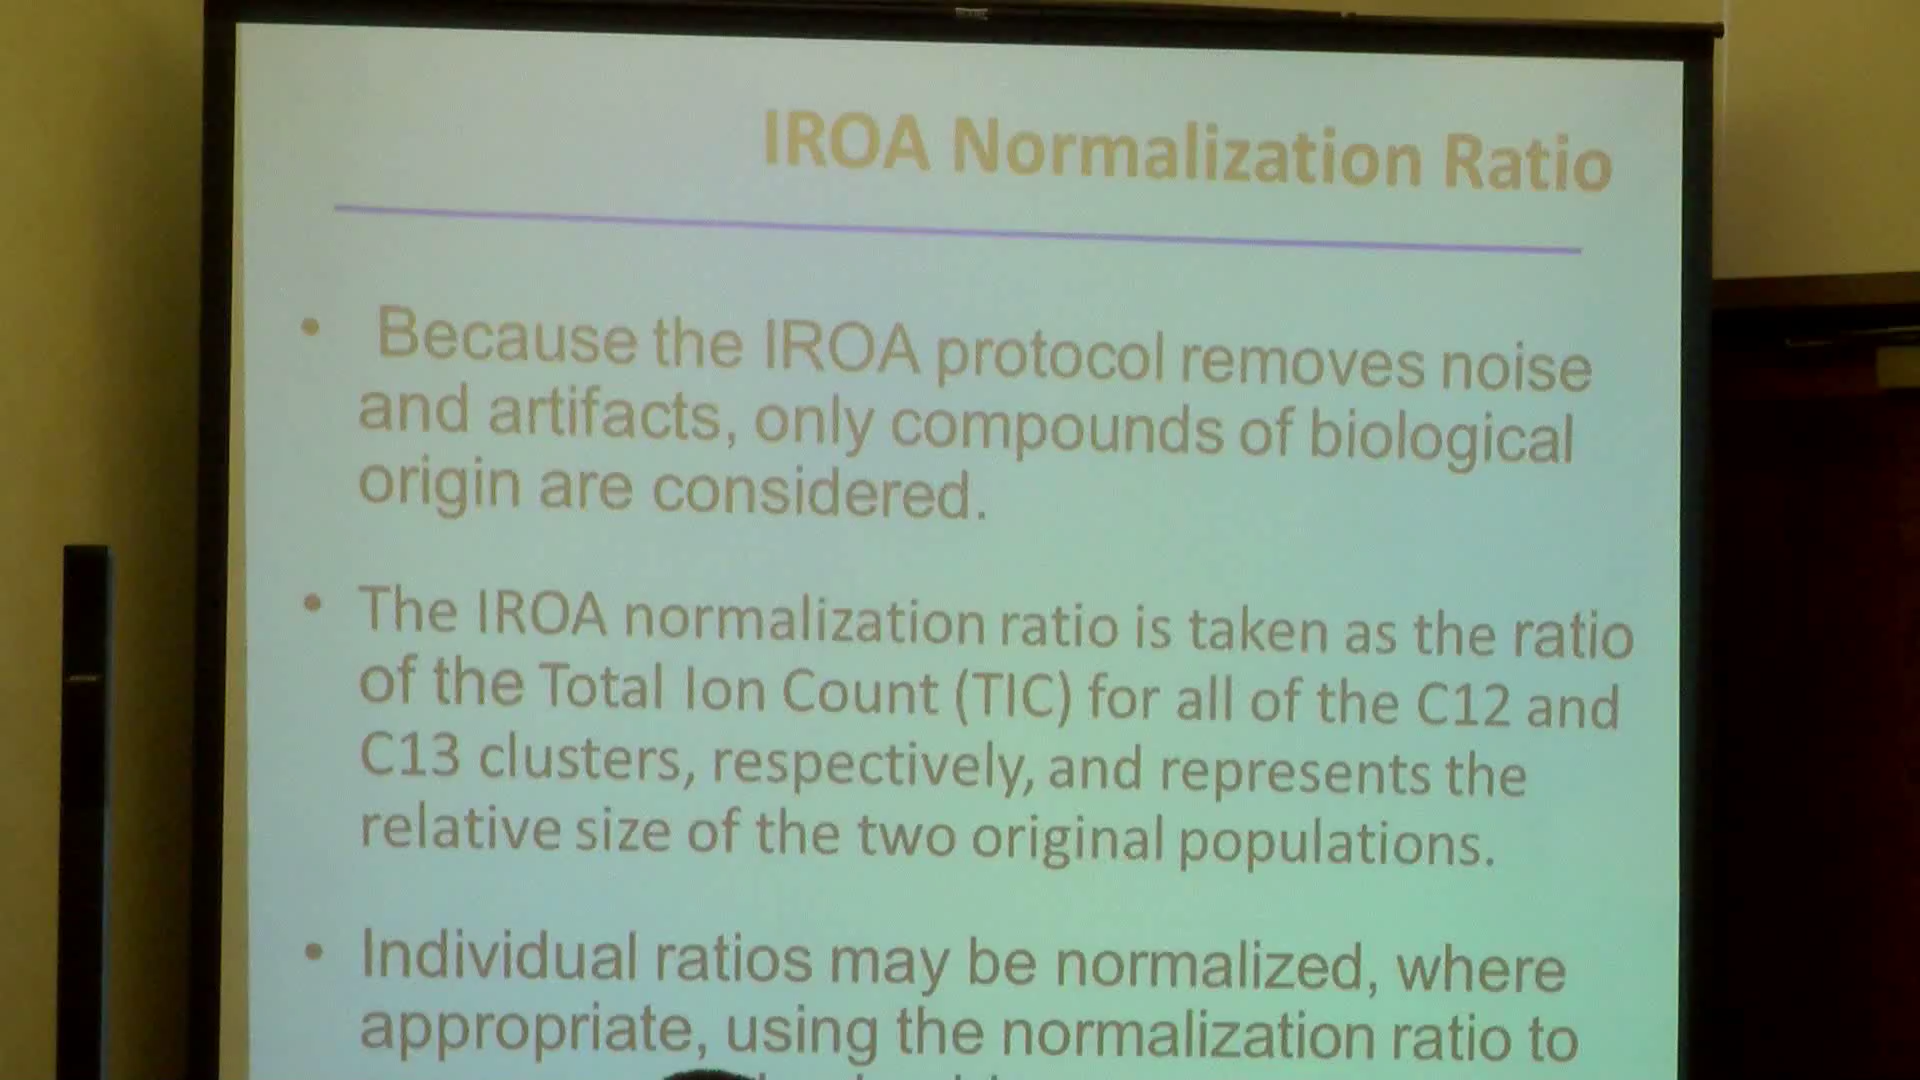 IROA Normalization Ratio
• Because the IROA protocol removes noise
and artifacts, only compounds of biological
origin are considered.
• The IROA normalization ratio is taken as the ratio
of the Total Ion Count (TIC) for all of the C12 and
C13 clusters, respectively, and represents the
relative size of the two original populations.
• Individual ratios may be normalized, where
appropriate, using the normalization ratio to